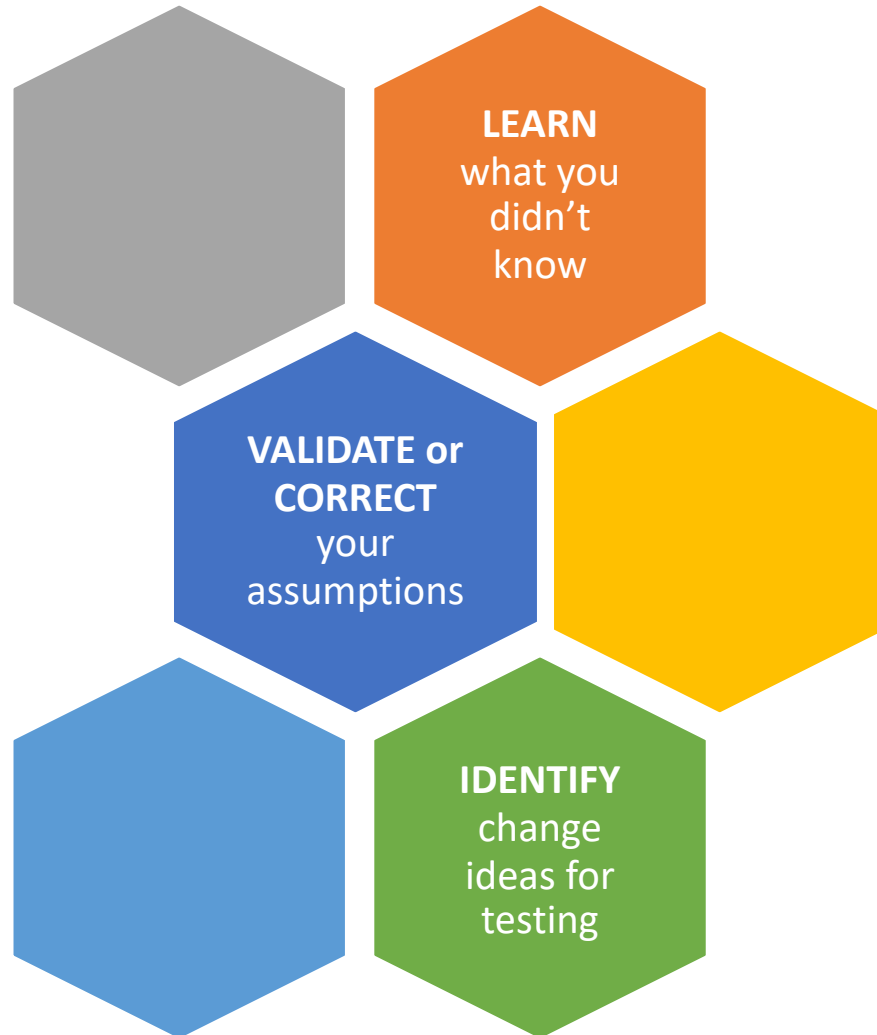 LEARN
what you
didn’t
know
VALIDATE or
CORRECT
your
assumptions
IDENTIFY
change
ideas for
testing